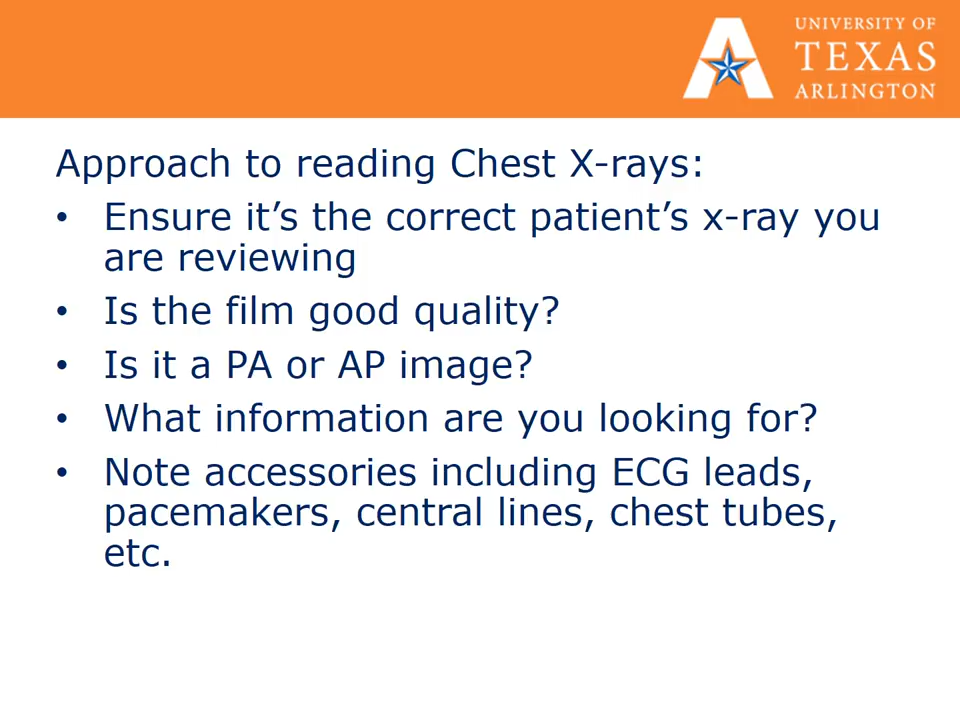 UNIVERSITY OF
TEXAS
ARLINGTON
Approach to reading Chest X-rays:
• Ensure it’s the correct patient’s x-ray you
are reviewing
• Is the film good quality?
• Is it a PA or AP image?
• What information are you looking for?
• Note accessories including ECG leads,
pacemakers, central lines, chest tubes,
etc.